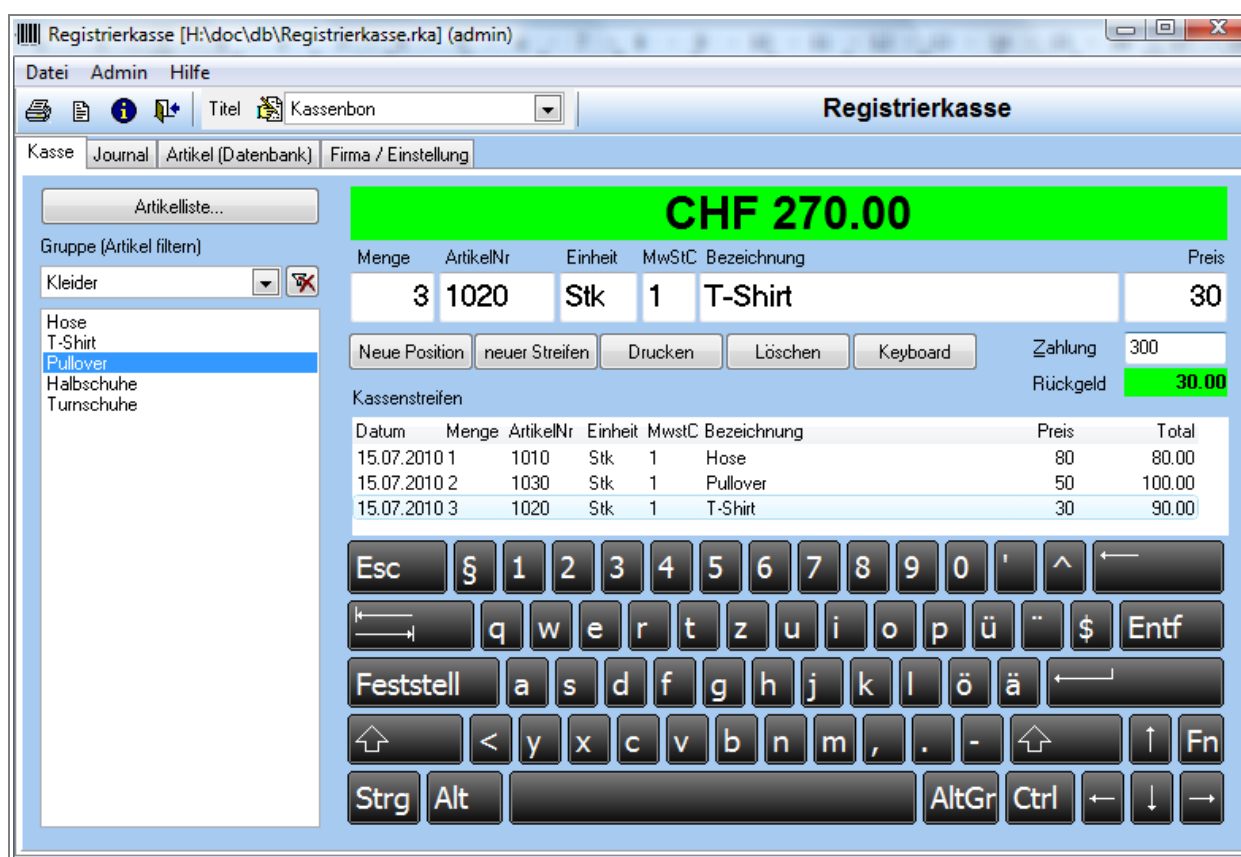 Registrierkasse [H:\doc\db\Registrierkasse.rka] (admin)
Datei Admin Hilfe
Titel Kassenbon Registrierkasse
Kasse Journal Artikel (Datenbank) Firma / Einstellung
Artikelliste...
Gruppe (Artikel filtern)
Kleider
Hose
T-Shirt
Pullover
Halbschuhe
Turnschuhe
CHF 270.00
Menge ArtikelNr Einheit MwStC Bezeichnung Preis
3 1020 Stk 1 T-Shirt 30
Neue Position neuer Streifen Drucken Löschen Keyboard
Zahlung 300
Rückgeld 30.00
Kassenstreifen
Datum Menge ArtikelNr Einheit MwstC Bezeichnung Preis Total
15.07.2010 1 1010 Stk 1 Hose 80 80.00
15.07.2010 2 1030 Stk 1 Pullover 50 100.00
15.07.2010 3 1020 Stk 1 T-Shirt 30 90.00
Esc § 1 2 3 4 5 6 7 8 9 0 ' ^
q w e r t z u i o p ü ¨ $ Entf
Feststell a s d f g h j k l ö ä
< y x c v b n m , . - Fn
Strg Alt AltGr Ctrl